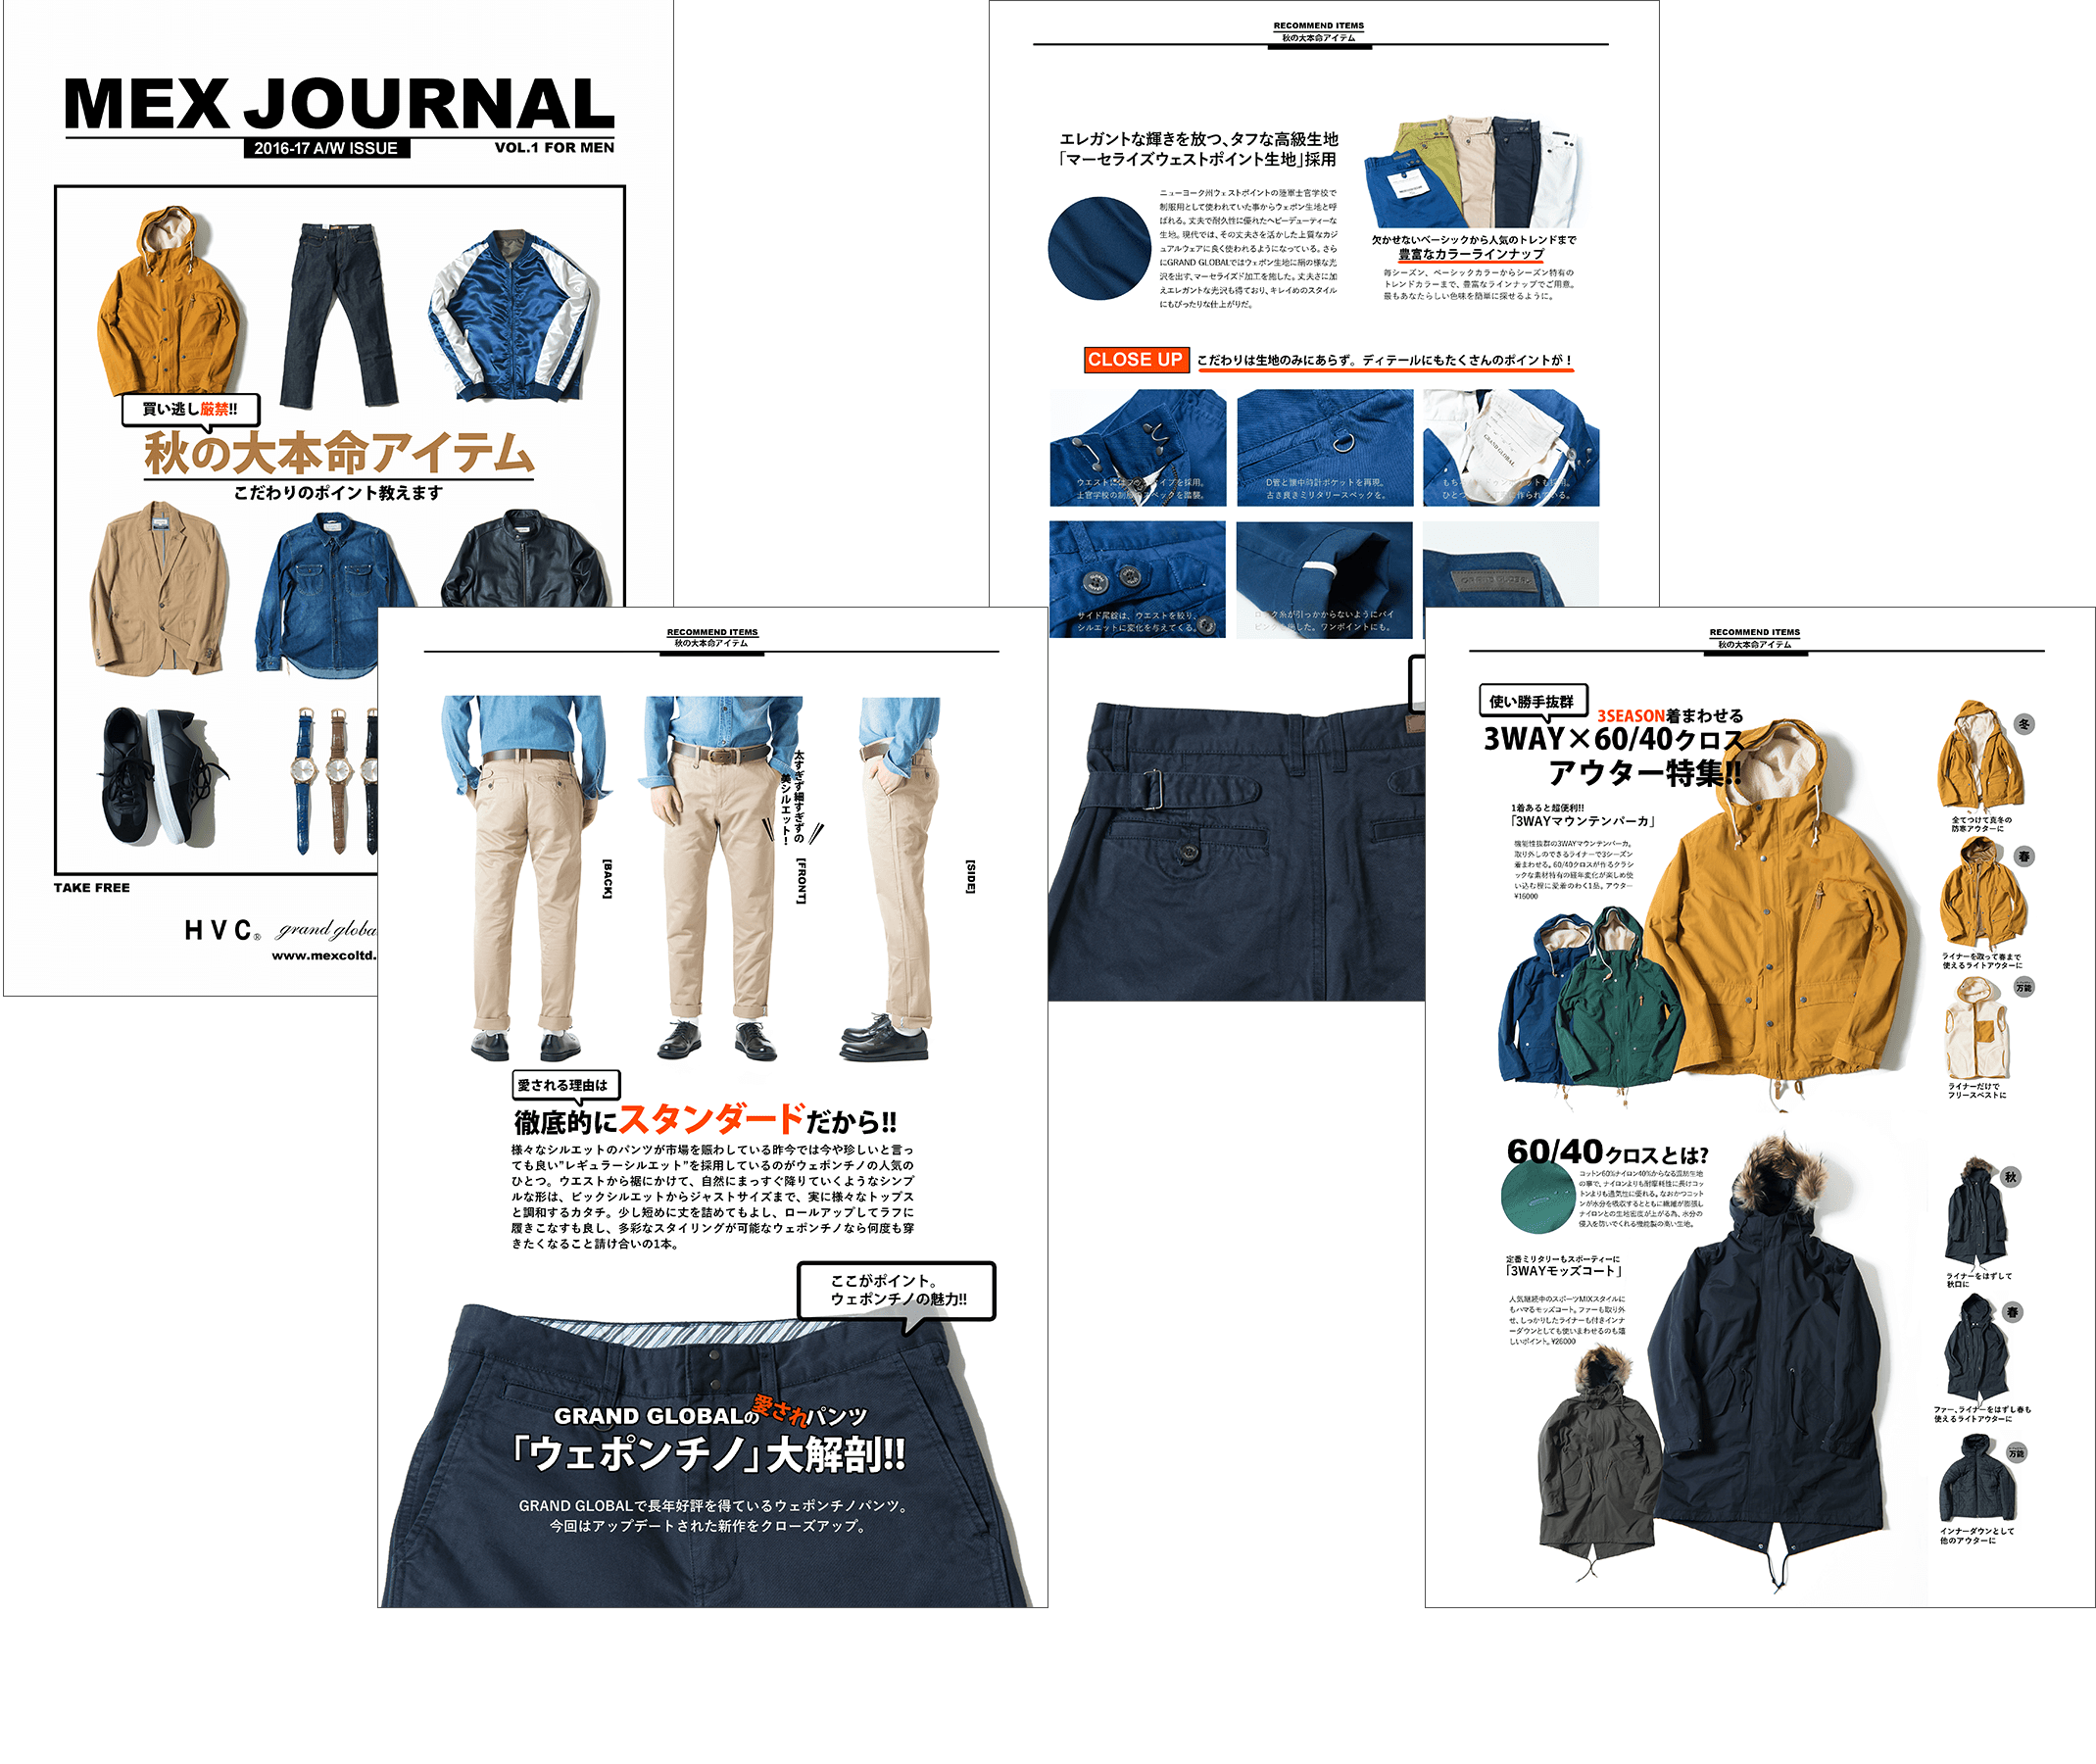 MEX JOURNAL
2016-17 A/W ISSUE
VOL.1 FOR MEN
買い逃し厳禁!!
秋の大本命アイテム
こだわりのポイント教えます
TAKE FREE
HVC® grand globa
www.mexcoltd.
RECOMMEND ITEMS
秋の大本命アイテム
エレガントな輝きを放つ、タフな高級生地
「マーセライズウェストポイント生地」採用
ニューヨーク州ウェストポイントの陸軍士官学校で
制服用として使われていた事からウェポン生地と呼
ばれる。丈夫で耐久性に優れたヘビーデューティーな
生地。現代では、その丈夫さを活かした上質なカジ
ュアルウェアに良く使われるようになっている。さら
にGRAND GLOBALではウェポン生地に絹の様な光
沢を出す、マーセライズド加工を施した。丈夫さに加
えエレガントな光沢も得ており、キレイめのスタイル
にもぴったりな仕上がりだ。
欠かせないベーシックから人気のトレンドまで
豊富なカラーラインナップ
毎シーズン、ベーシックカラーからシーズン特有の
トレンドカラーまで、豊富なラインナップでご用意。
最もあなたらしい色味を簡単に探せるように。
CLOSE UP こだわりは生地のみにあらず。ディテールにもたくさんのポイントが！
D管と懐中時計ポケットを再現。
古き良きミリタリースペックを。
GRAND GLOBAL
サイド尾錠は、ウエストを絞り、
シルエットに変化を与えてくる。
ロック糸が引っかからないようにパイ
ピングを施した。ワンポイントにも。
GRAND GLOBAL
RECOMMEND ITEMS
秋の大本命アイテム
太すぎず細すぎずの
美シルエット！
[BACK]
[FRONT]
[SIDE]
愛される理由は
徹底的にスタンダードだから!!
様々なシルエットのパンツが市場を賑わしている昨今では今や珍しいと言っ
ても良い"レギュラーシルエット"を採用しているのがウェポンチノの人気の
ひとつ。ウエストから裾にかけて、自然にまっすぐ降りていくようなシンプ
ルな形は、ビックシルエットからジャストサイズまで、実に様々なトップス
と調和するカタチ。少し短めに丈を詰めてもよし、ロールアップしてラフに
履きこなすも良し、多彩なスタイリングが可能なウェポンチノなら何度も穿
きたくなること請け合いの1本。
ここがポイント。
ウェポンチノの魅力!!
GRAND GLOBALの愛されパンツ
「ウェポンチノ」大解剖!!
GRAND GLOBALで長年好評を得ているウェポンチノパンツ。
今回はアップデートされた新作をクローズアップ。
RECOMMEND ITEMS
秋の大本命アイテム
使い勝手抜群
3SEASON着まわせる
3WAY×60/40クロス
アウター特集!!
1着あると超便利!!
「3WAYマウンテンパーカ」
機能性抜群の3WAYマウンテンパーカ。
取り外しのできるライナーで3シーズン
着まわせる。60/40クロスが作るクラシ
ックな素材特有の経年変化が楽しめ使
い込む程に愛着のわく1品。アウター
¥16000
冬
全てつけて真冬の
防寒アウターに
春
ライナーを取って春まで
使えるライトアウターに
万能
ライナーだけで
フリースベストに
60/40クロスとは?
コットン60%ナイロン40%からなる混紡生地
の事で、ナイロンよりも耐摩耗性に長けコッ
トンよりも通気性に優れる。なおかつコット
ンが水分を吸収するとともに繊維が膨張し
ナイロンとの生地密度が上がる為、水分の
侵入を防いでくれる機能製の高い生地。
定番ミリタリーもスポーティーに
「3WAYモッズコート」
人気継続中のスポーツMIXスタイルに
もハマるモッズコート。ファーも取り外
せ、しっかりしたライナーも付きインナ
ーダウンとしても使いまわせるのも嬉
しいポイント。¥26000
秋
ライナーをはずして
秋口に
春
ファー、ライナーをはずし春も
使えるライトアウターに
万能
インナーダウンとして
他のアウターに